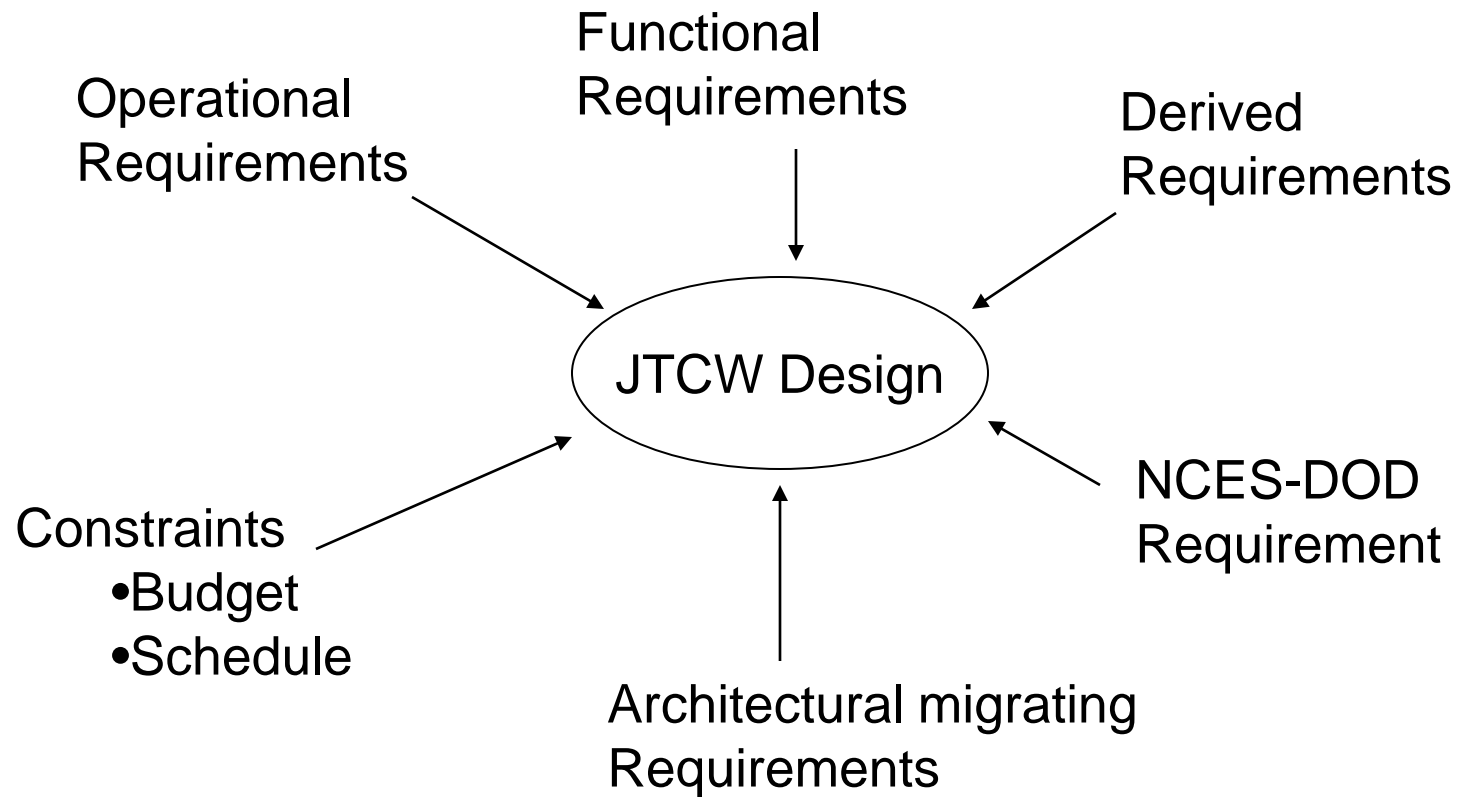 Functional
Requirements
Operational
Requirements
Derived
Requirements
JTCW Design
NCES-DOD
Requirement
Constraints
•Budget
•Schedule
Architectural migrating
Requirements